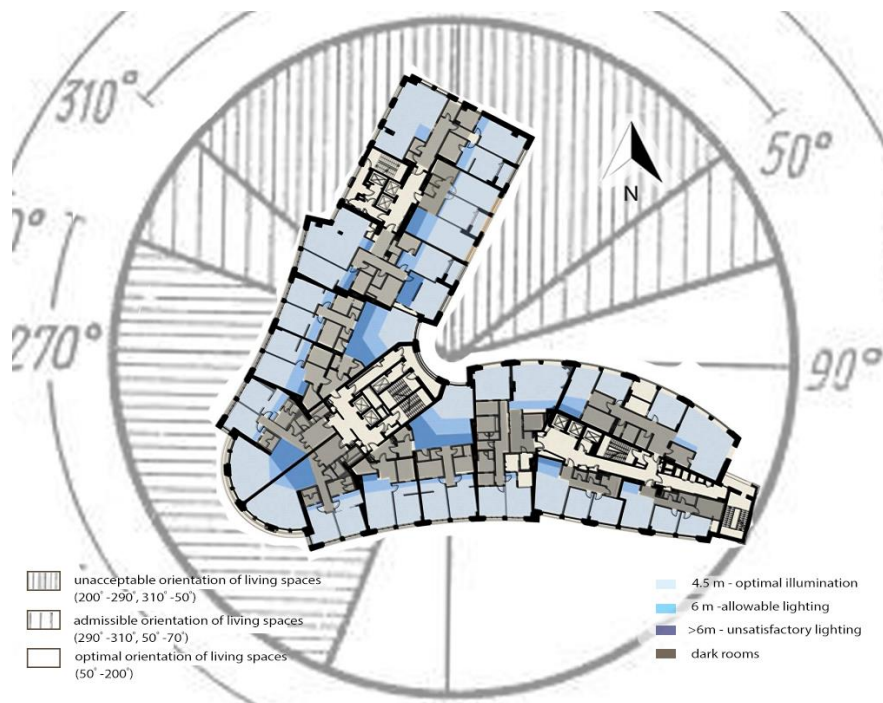 310°
50°
N
0°
270°
90°
unacceptable orientation of living spaces
(200° -290°, 310° -50°)
admissible orientation of living spaces
(290° -310°, 50° -70°)
optimal orientation of living spaces
(50° -200°)
4.5 m - optimal illumination
6 m -allowable lighting
>6m - unsatisfactory lighting
dark rooms